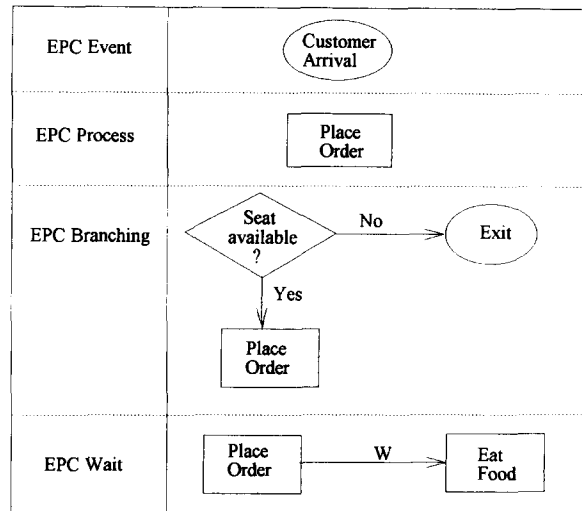 EPC Event
Customer
Arrival
EPC Process
Place
Order
EPC Branching
Seat
available
?
No
Exit
Yes
Place
Order
EPC Wait
Place
Order
W
Eat
Food